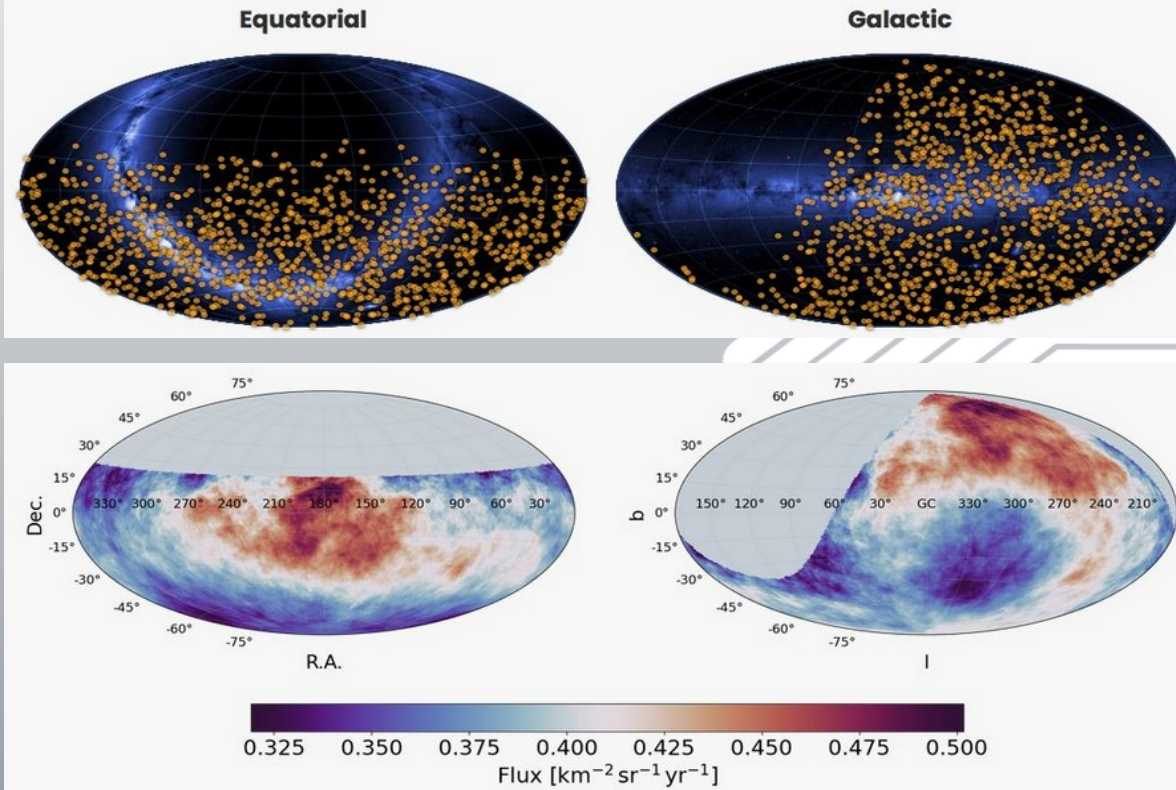 Equatorial
Galactic
75°
60°
45°
30°
15°
0°
-15°
-30°
-45°
-60°
-75°
330° 300° 270° 240° 210° 180° 150° 120° 90° 60° 30°
Dec.
R.A.
75°
60°
45°
30°
15°
0°
-15°
-30°
-45°
-60°
-75°
150° 120° 90° 60° 30° GC 330° 300° 270° 240° 210°
b
l
0.325 0.350 0.375 0.400 0.425 0.450 0.475 0.500
Flux [km⁻² sr⁻¹ yr⁻¹]